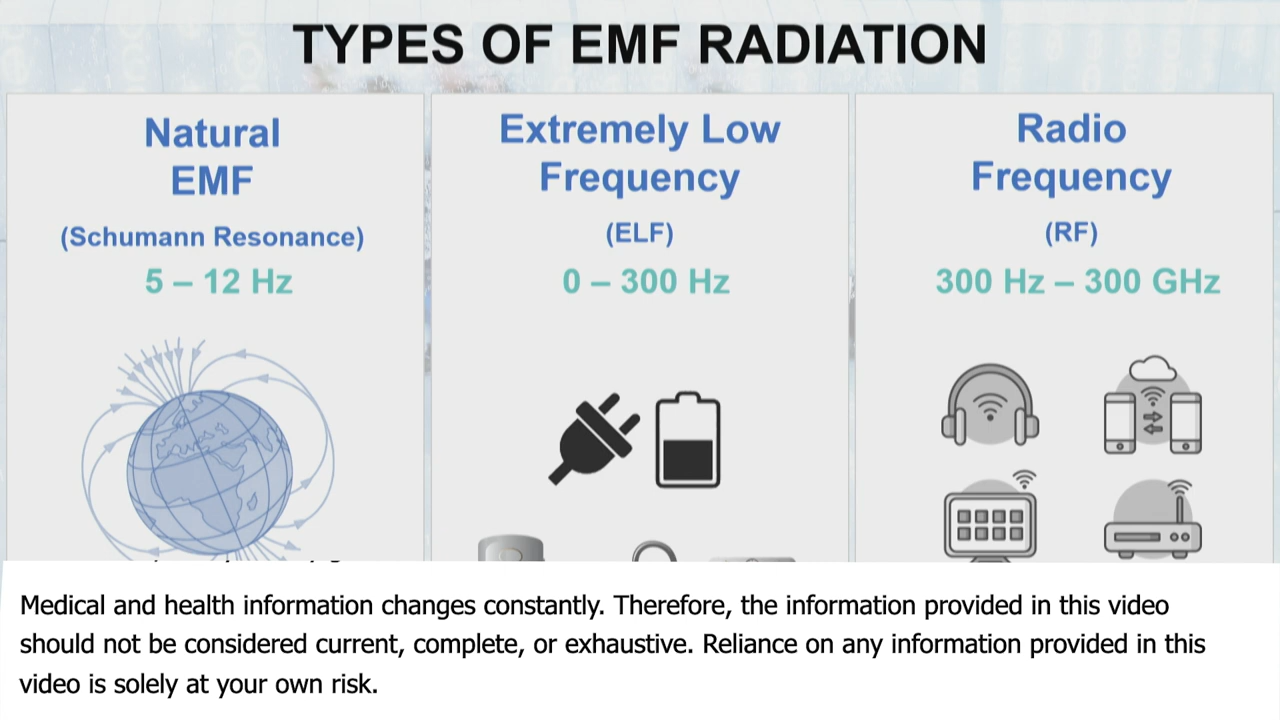 TYPES OF EMF RADIATION
Natural
EMF
(Schumann Resonance)
5 – 12 Hz
Extremely Low
Frequency
(ELF)
0 – 300 Hz
Radio
Frequency
(RF)
300 Hz – 300 GHz
Medical and health information changes constantly. Therefore, the information provided in this video
should not be considered current, complete, or exhaustive. Reliance on any information provided in this
video is solely at your own risk.